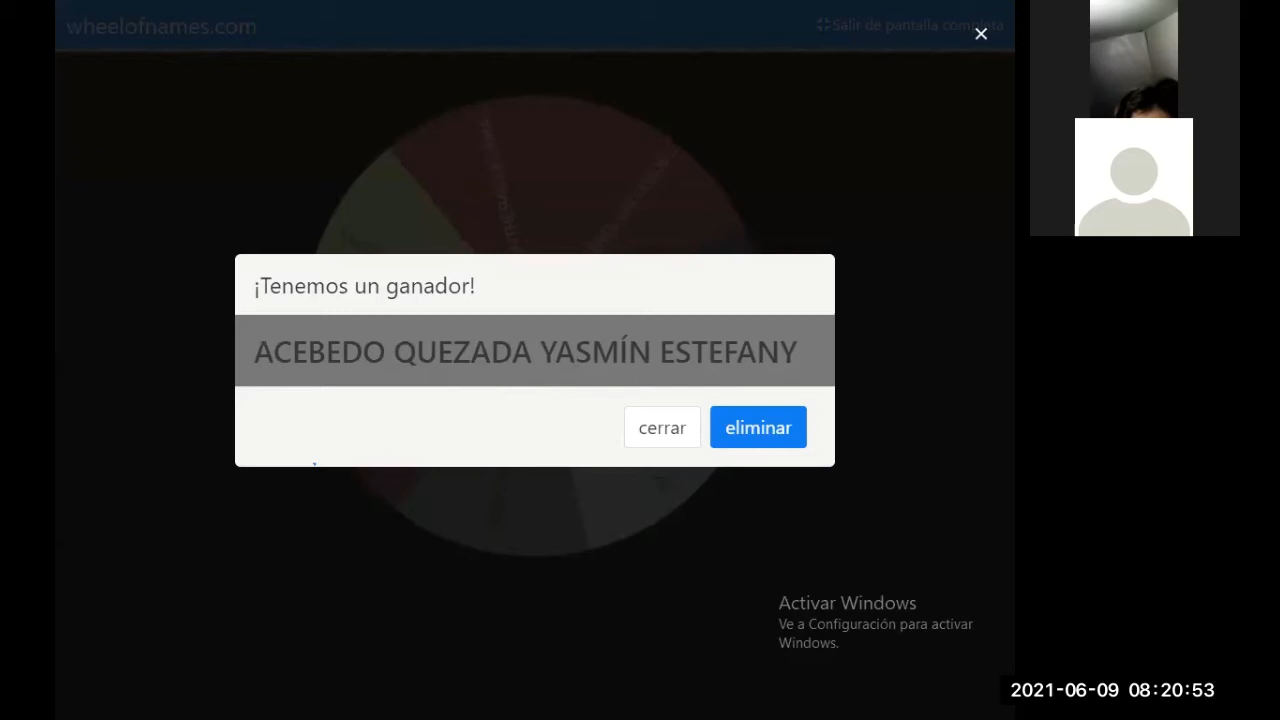 wheelofnames.com
Salir de pantalla completa
¡Tenemos un ganador!
ACEBEDO QUEZADA YASMÍN ESTEFANY
cerrar
eliminar
Activar Windows
Ve a Configuración para activar
Windows.
2021-06-09 08:20:53